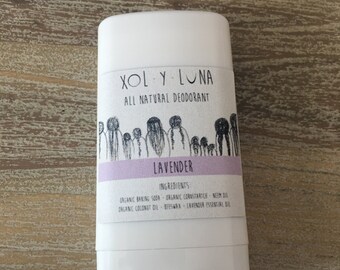 XOL · Y · LUNA
ALL NATURAL DEODORANT
LAVENDER
INGREDIENTS
ORGANIC BAKING SODA · ORGANIC CORNSTARCH · NEEM OIL
ORGANIC COCONUT OIL · BEESWAX · LAVENDER ESSENTIAL OIL